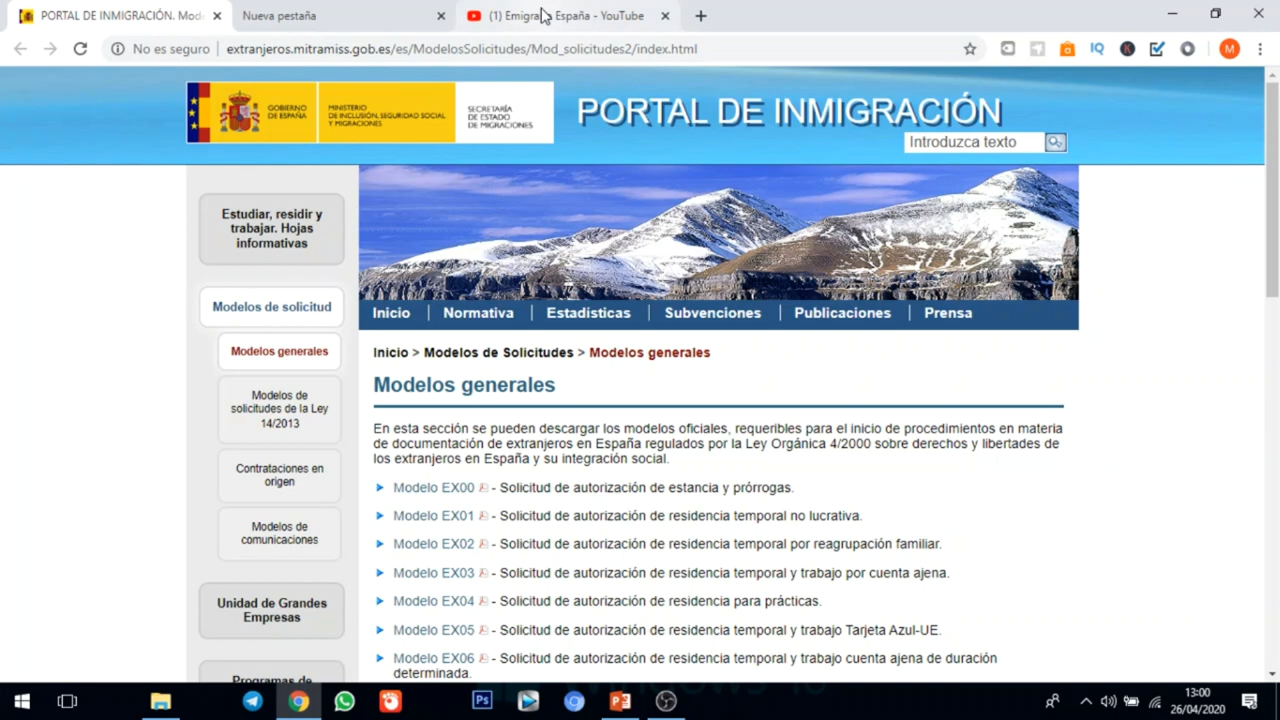 PORTAL DE INMIGRACIÓN. Mode
Nueva pestaña
(1) Emigra España - YouTube
No es seguro
extranjeros.mitramiss.gob.es/es/ModelosSolicitudes/Mod_solicitudes2/index.html
IQ
K
M
GOBIERNO
DE ESPAÑA
MINISTERIO
DE INCLUSIÓN, SEGURIDAD SOCIAL
Y MIGRACIONES
SECRETARÍA
DE ESTADO
DE MIGRACIONES
PORTAL DE INMIGRACIÓN
Introduzca texto
Estudiar, residir y
trabajar. Hojas
informativas
Modelos de solicitud
Modelos generales
Modelos de
solicitudes de la Ley
14/2013
Contrataciones en
origen
Modelos de
comunicaciones
Unidad de Grandes
Empresas
Programas de
Inicio
Normativa
Estadísticas
Subvenciones
Publicaciones
Prensa
Inicio > Modelos de Solicitudes > Modelos generales
Modelos generales
En esta sección se pueden descargar los modelos oficiales, requeribles para el inicio de procedimientos en materia
de documentación de extranjeros en España regulados por la Ley Orgánica 4/2000 sobre derechos y libertades de
los extranjeros en España y su integración social.
Modelo EX00 - Solicitud de autorización de estancia y prórrogas.
Modelo EX01 - Solicitud de autorización de residencia temporal no lucrativa.
Modelo EX02 - Solicitud de autorización de residencia temporal por reagrupación familiar.
Modelo EX03 - Solicitud de autorización de residencia temporal y trabajo por cuenta ajena.
Modelo EX04 - Solicitud de autorización de residencia para prácticas.
Modelo EX05 - Solicitud de autorización de residencia temporal y trabajo Tarjeta Azul-UE.
Modelo EX06 - Solicitud de autorización de residencia temporal y trabajo cuenta ajena de duración
determinada.
Ps
13:00
26/04/2020